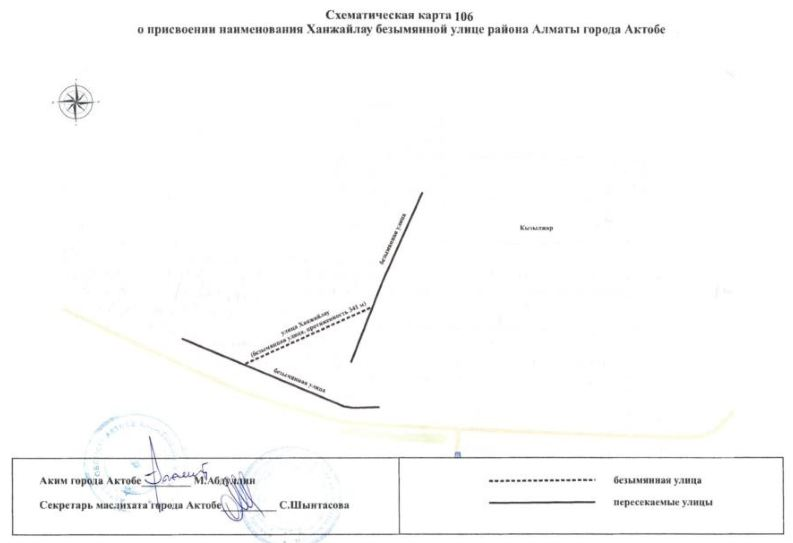 Схематическая карта 106
о присвоении наименования Ханжайлау безымянной улице района Алматы города Актобе
безымянная улица
Кызылжар
улица Ханжайлау
(безымянная улица, протяженность 341 м)
безымянная улица
Аким города Актобе М.Абдуллин
Секретарь маслихата города Актобе С.Шынтасова
безымянная улица
пересекаемые улицы